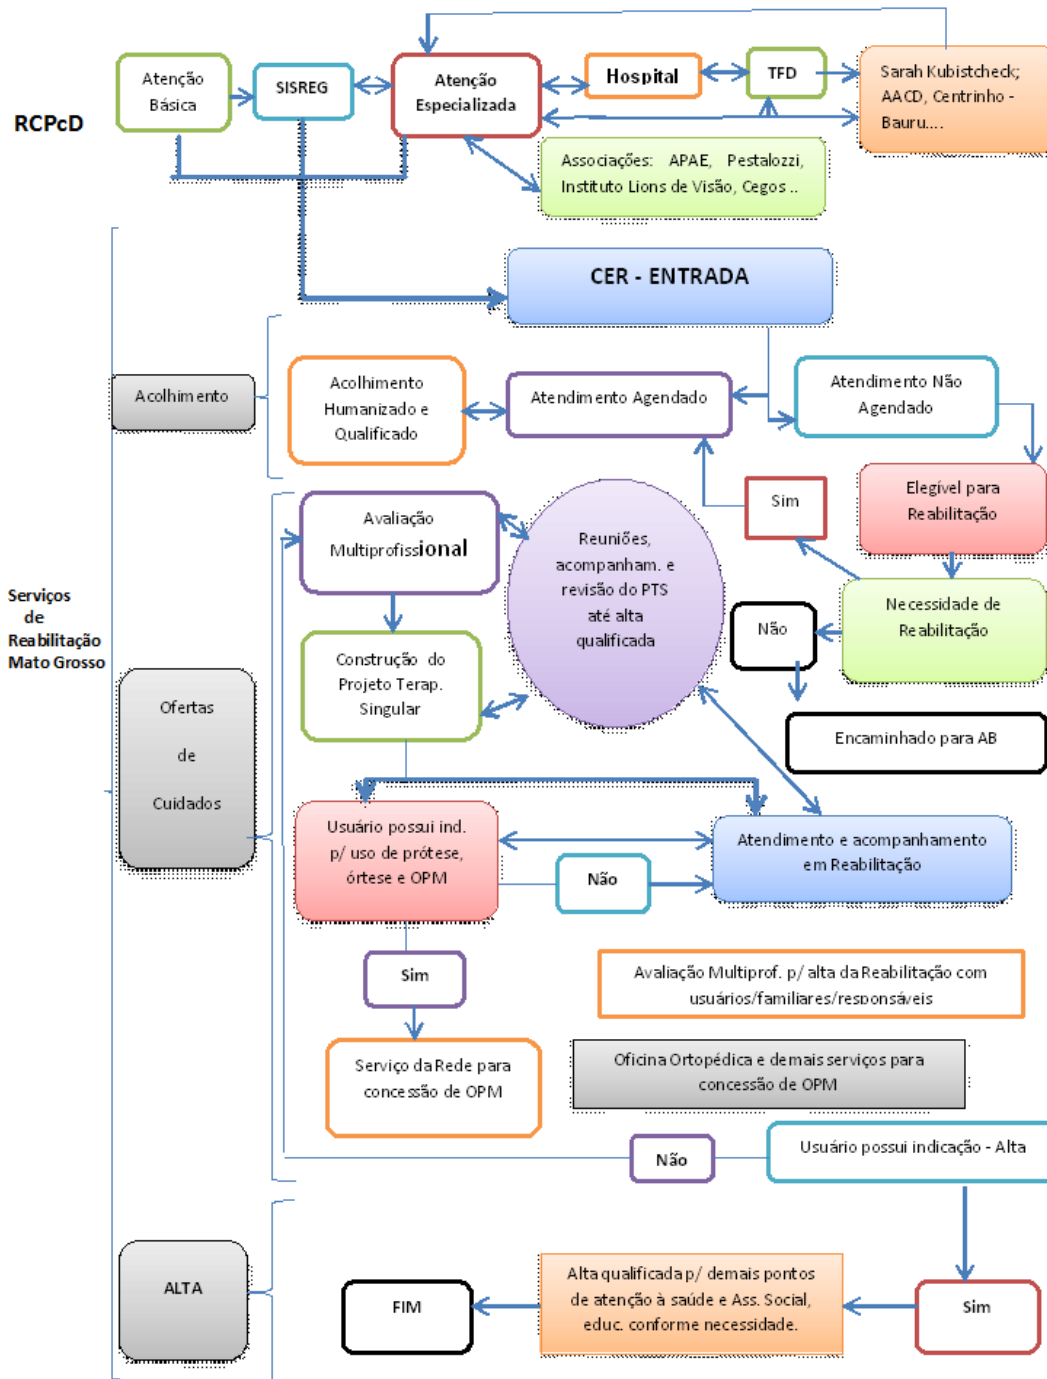 RCPcD
Atenção
Básica
SISREG
Atenção
Especializada
Hospital
TFD
Sarah Kubistcheck;
AACD, Centrinho -
Bauru....
Associações: APAE, Pestalozzi,
Instituto Lions de Visão, Cegos ..
CER - ENTRADA
Acolhimento
Acolhimento
Humanizado e
Qualificado
Atendimento Agendado
Atendimento Não
Agendado
Sim
Elegível para
Reabilitação
Avaliação
Multiprofissional
Reuniões,
acompanham. e
revisão do PTS
até alta
qualificada
Não
Necessidade de
Reabilitação
Serviços
de
Reabilitação
Mato Grosso
Construção do
Projeto Terap.
Singular
Encaminhado para AB
Ofertas
de
Cuidados
Usuário possui ind.
p/ uso de prótese,
órtese e OPM
Não
Atendimento e acompanhamento
em Reabilitação
Sim
Avaliação Multiprof. p/ alta da Reabilitação com
usuários/familiares/responsáveis
Serviço da Rede para
concessão de OPM
Oficina Ortopédica e demais serviços para
concessão de OPM
Não
Usuário possui indicação - Alta
ALTA
FIM
Alta qualificada p/ demais pontos
de atenção à saúde e Ass. Social,
educ. conforme necessidade.
Sim